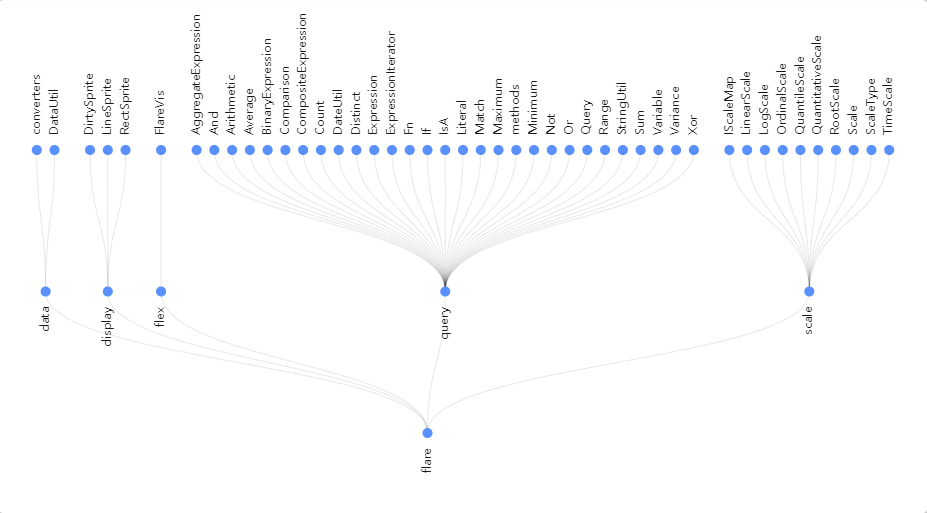 converters
DataUtil
DirtySprite
LineSprite
RectSprite
FlareVis
AggregateExpression
And
Arithmetic
Average
BinaryExpression
Comparison
CompositeExpression
Count
DateUtil
Distinct
Expression
ExpressionIterator
Fn
If
IsA
Literal
Match
Maximum
methods
Minimum
Not
Or
Query
Range
StringUtil
Sum
Variable
Variance
Xor
IScaleMap
LinearScale
LogScale
OrdinalScale
QuantileScale
QuantitativeScale
RootScale
Scale
ScaleType
TimeScale
data
display
flex
query
scale
flare